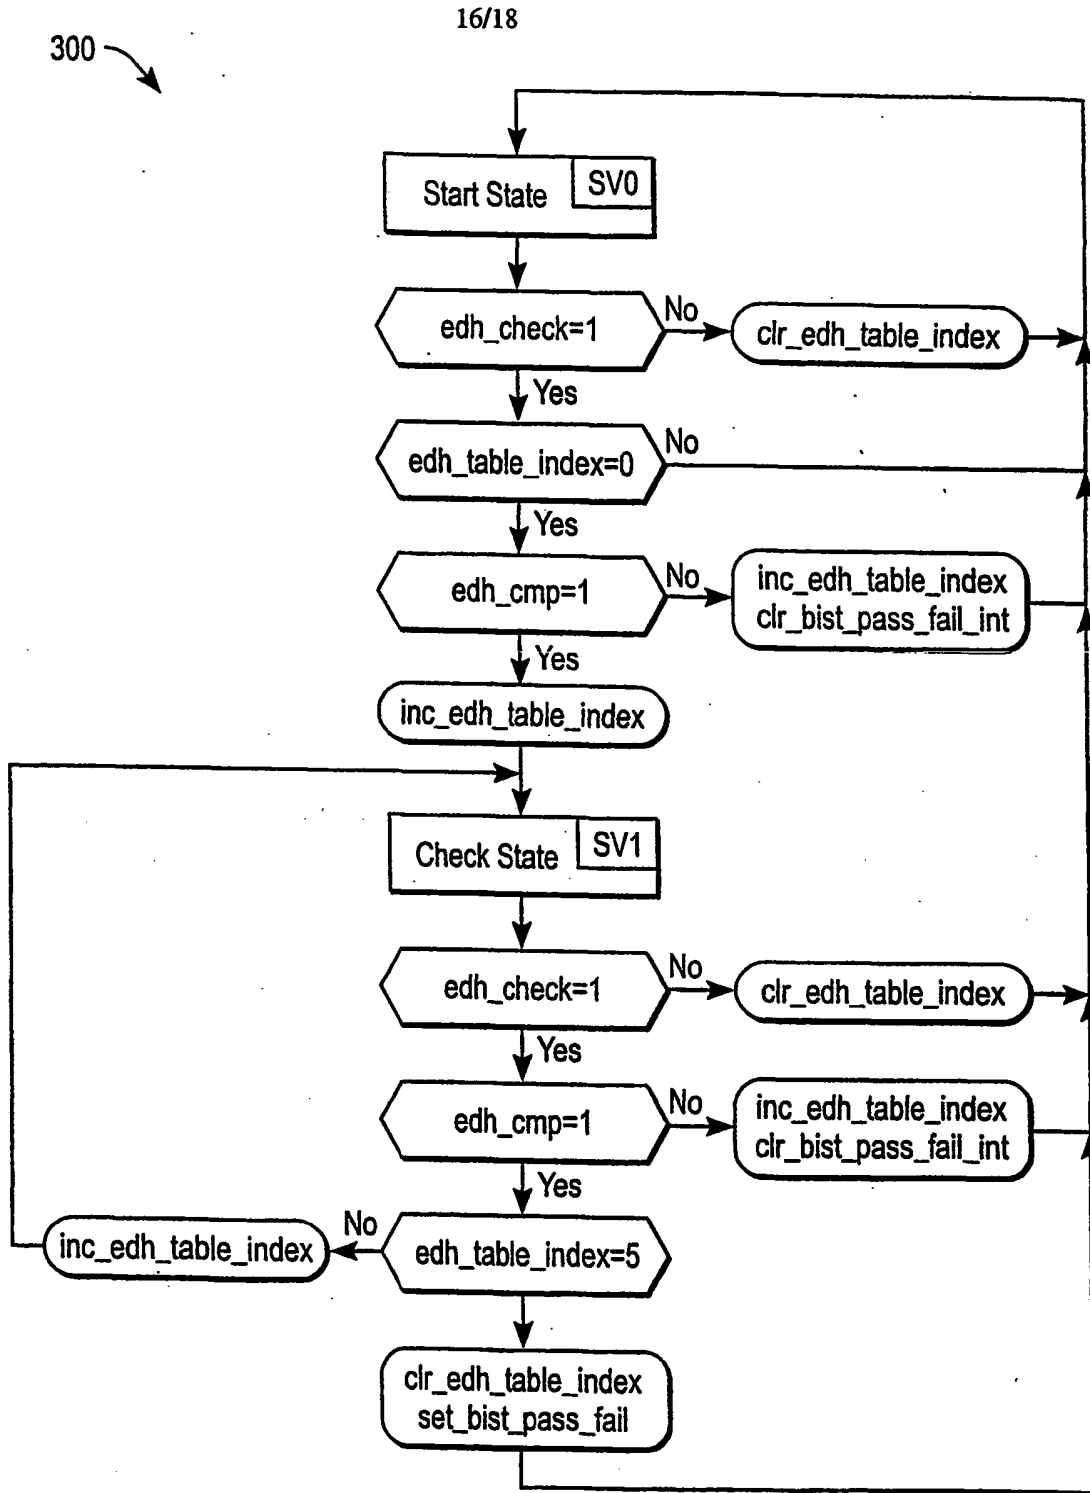 16/18
300
Start State
SV0
edh_check=1
No
clr_edh_table_index
Yes
edh_table_index=0
No
Yes
edh_cmp=1
No
inc_edh_table_index
clr_bist_pass_fail_int
Yes
inc_edh_table_index
Check State
SV1
edh_check=1
No
clr_edh_table_index
Yes
edh_cmp=1
No
inc_edh_table_index
clr_bist_pass_fail_int
Yes
inc_edh_table_index
No
edh_table_index=5
clr_edh_table_index
set_bist_pass_fail